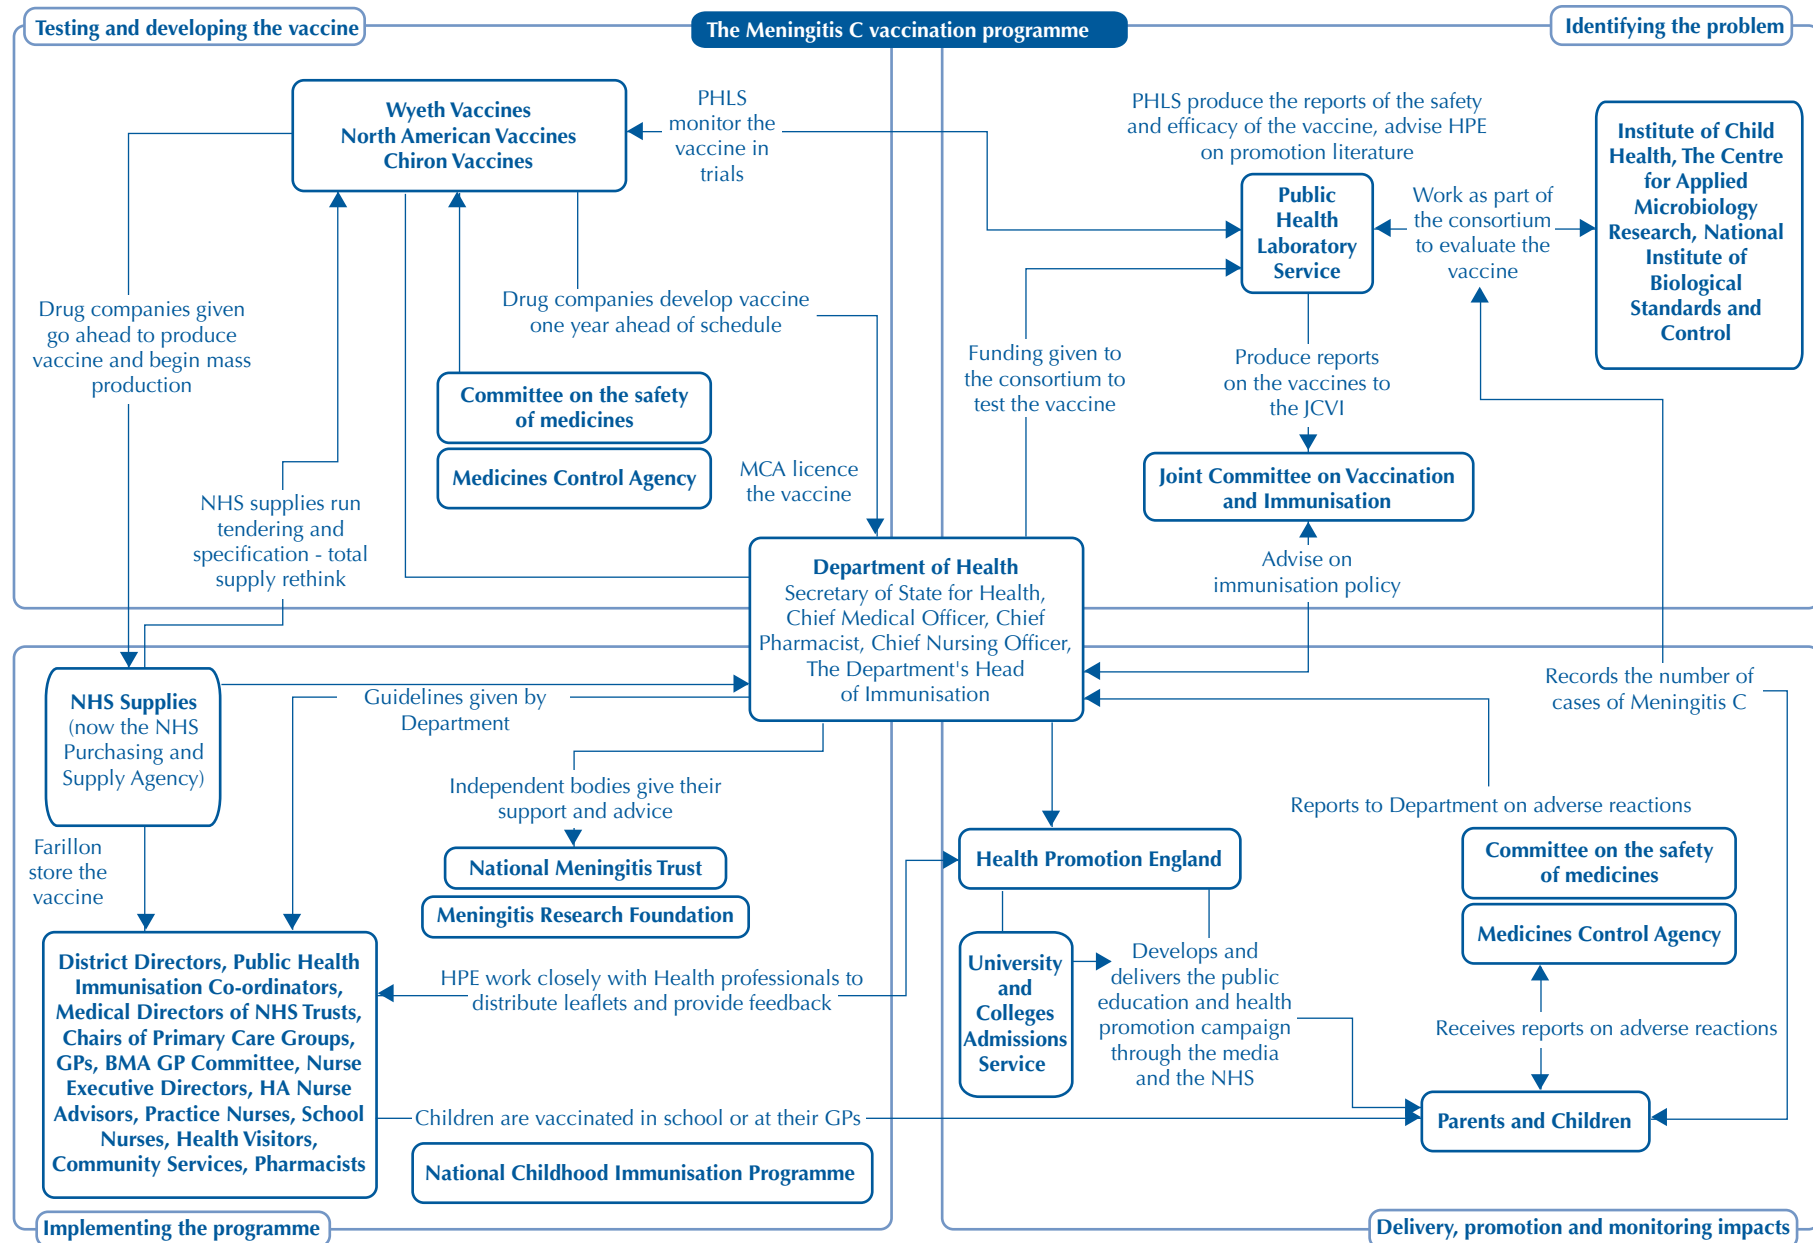 Testing and developing the vaccine
The Meningitis C vaccination programme
Identifying the problem
Wyeth Vaccines
North American Vaccines
Chiron Vaccines
PHLS
monitor the
vaccine in
trials
PHLS produce the reports of the safety
and efficacy of the vaccine, advise HPE
on promotion literature
Public
Health
Laboratory
Service
Work as part of
the consortium
to evaluate the
vaccine
Institute of Child
Health, The Centre
for Applied
Microbiology
Research, National
Institute of
Biological
Standards and
Control
Drug companies given
go ahead to produce
vaccine and begin mass
production
Drug companies develop vaccine
one year ahead of schedule
Funding given to
the consortium to
test the vaccine
Produce reports
on the vaccines to
the JCVI
Committee on the safety
of medicines
Medicines Control Agency
MCA licence
the vaccine
Joint Committee on Vaccination
and Immunisation
NHS supplies run
tendering and
specification - total
supply rethink
Department of Health
Secretary of State for Health,
Chief Medical Officer, Chief
Pharmacist, Chief Nursing Officer,
The Department's Head
of Immunisation
Advise on
immunisation policy
NHS Supplies
(now the NHS
Purchasing and
Supply Agency)
Guidelines given by
Department
Records the number of
cases of Meningitis C
Independent bodies give their
support and advice
Reports to Department on adverse reactions
Farillon
store the
vaccine
National Meningitis Trust
Meningitis Research Foundation
Health Promotion England
Committee on the safety
of medicines
Medicines Control Agency
District Directors, Public Health
Immunisation Co-ordinators,
Medical Directors of NHS Trusts,
Chairs of Primary Care Groups,
GPs, BMA GP Committee, Nurse
Executive Directors, HA Nurse
Advisors, Practice Nurses, School
Nurses, Health Visitors,
Community Services, Pharmacists
HPE work closely with Health professionals to
distribute leaflets and provide feedback
University
and
Colleges
Admissions
Service
Develops and
delivers the public
education and health
promotion campaign
through the media
and the NHS
Receives reports on adverse reactions
Children are vaccinated in school or at their GPs
Parents and Children
National Childhood Immunisation Programme
Implementing the programme
Delivery, promotion and monitoring impacts